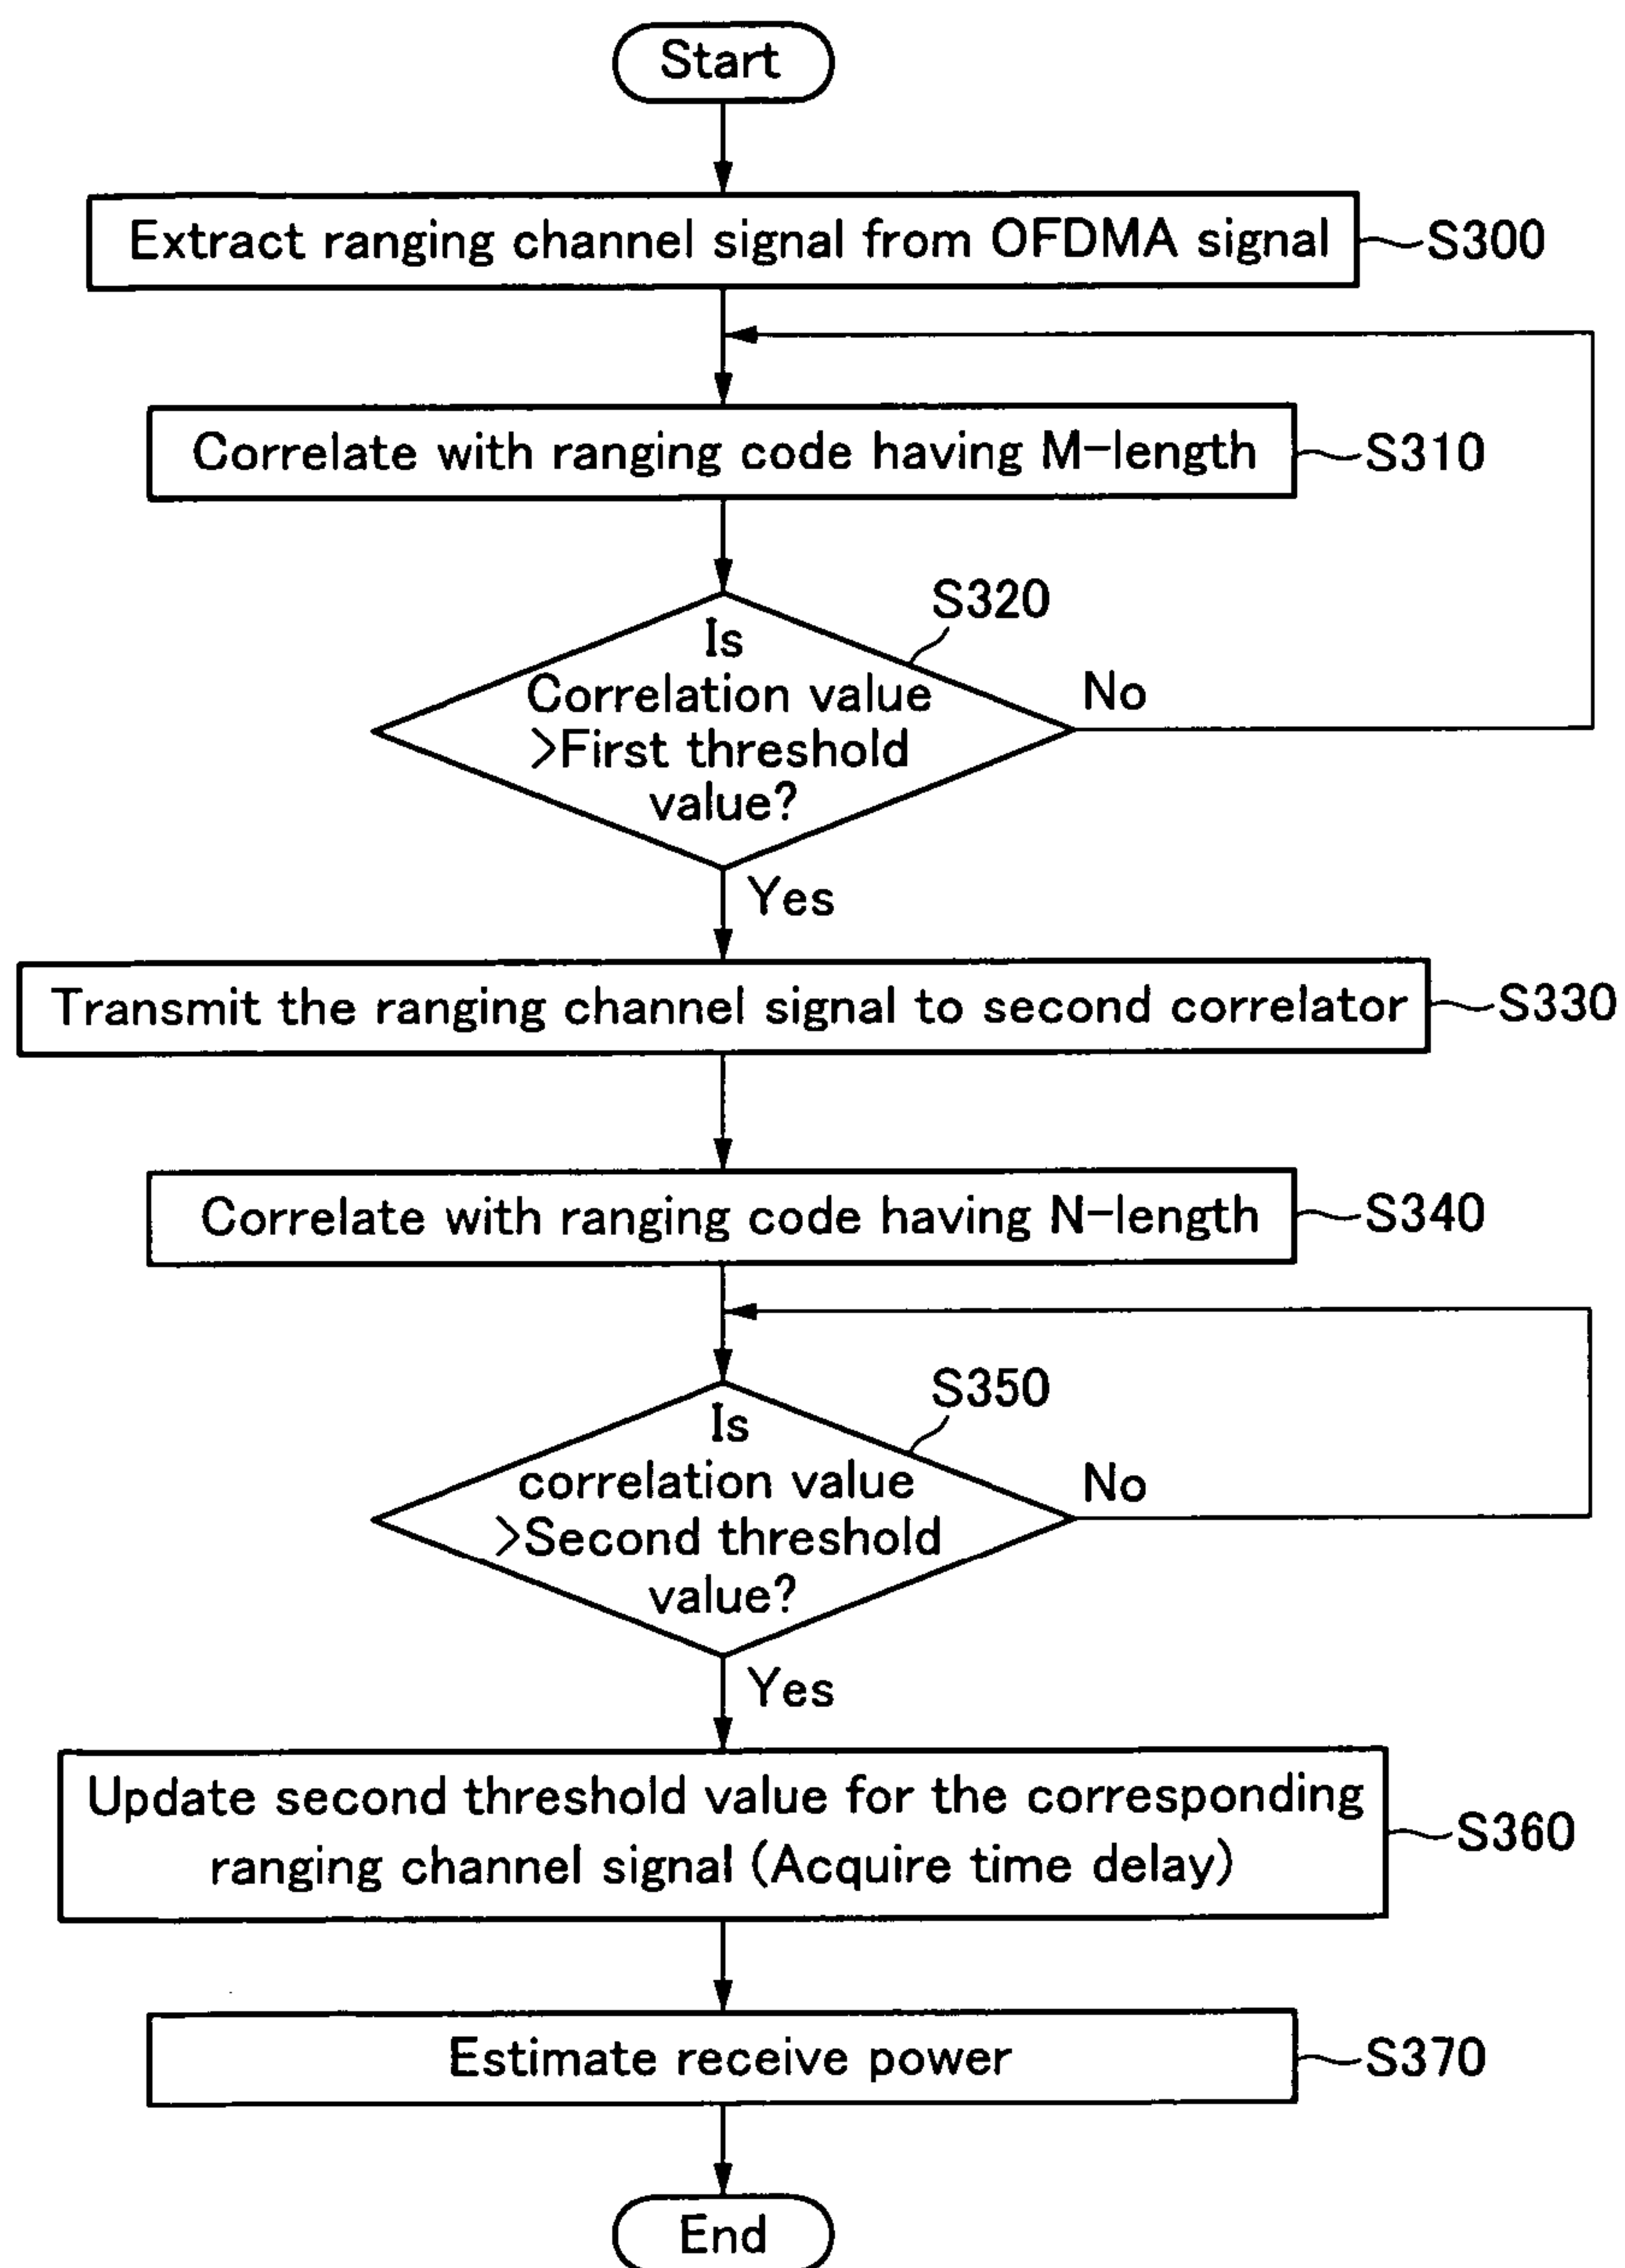 Start
Extract ranging channel signal from OFDMA signal
S300
Correlate with ranging code having M-length
S310
S320
Is
Correlation value
>First threshold
value?
No
Yes
Transmit the ranging channel signal to second correlator
S330
Correlate with ranging code having N-length
S340
S350
Is
correlation value
>Second threshold
value?
No
Yes
Update second threshold value for the corresponding
ranging channel signal (Acquire time delay)
S360
Estimate receive power
S370
End